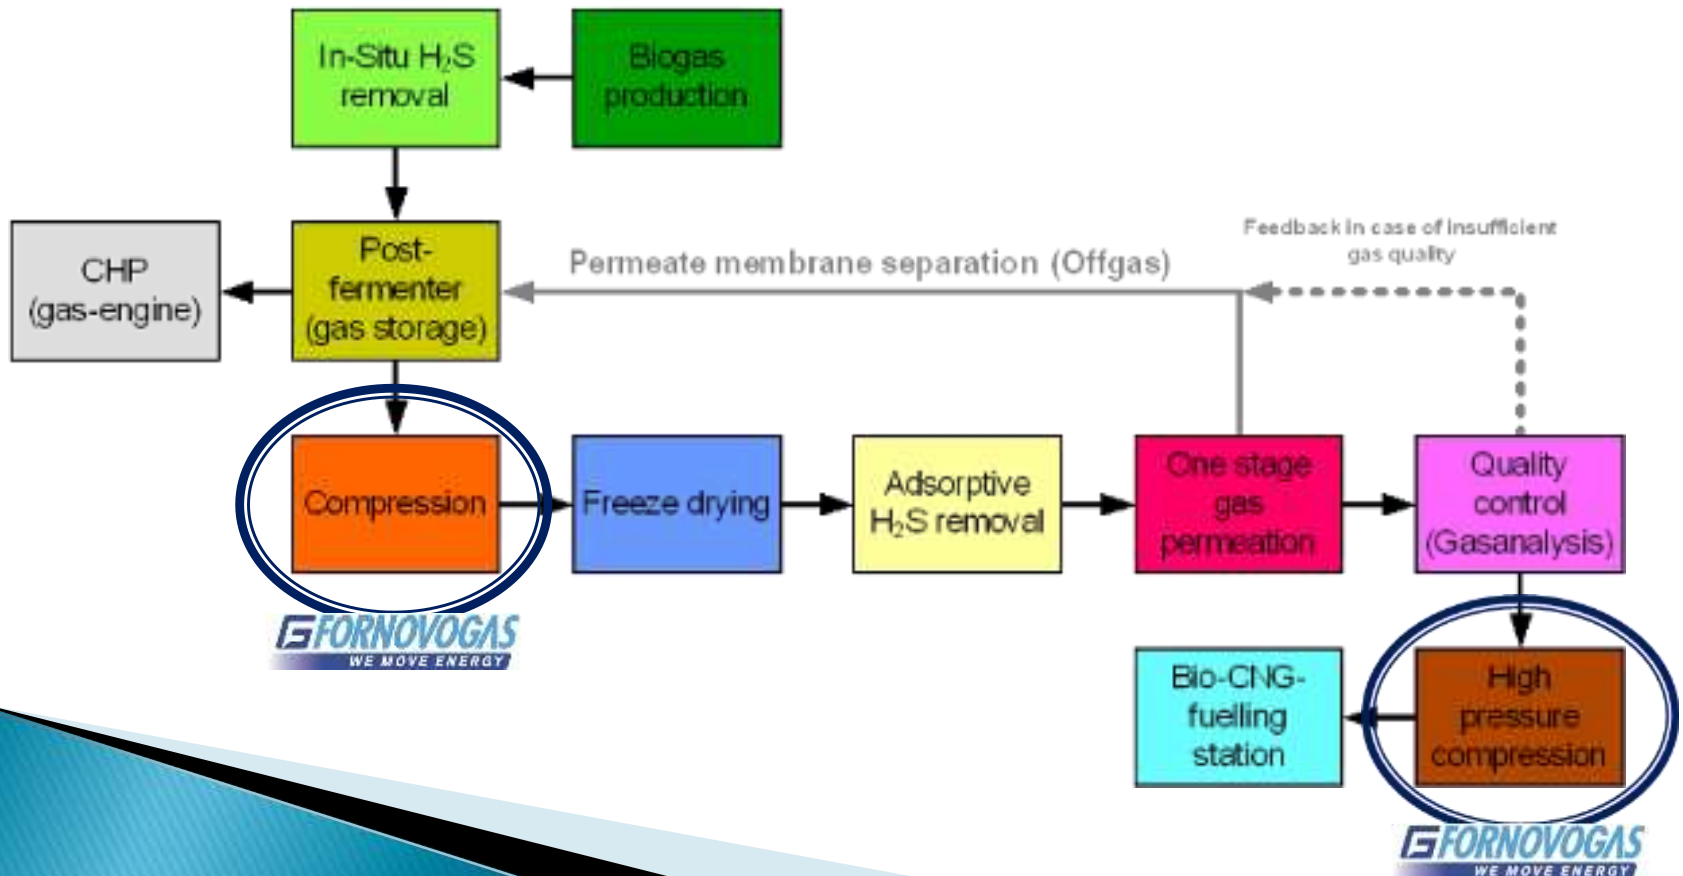 In-Situ H₂S
removal
Biogas
production
CHP
(gas-engine)
Post-
fermenter
(gas storage)
Permeate membrane separation (Offgas)
Feedback in case of insufficient
gas quality
Compression
Freeze drying
Adsorptive
H₂S removal
One stage
gas
permeation
Quality
control
(Gasanalysis)
FORNOVOGAS
WE MOVE ENERGY
Bio-CNG-
fuelling
station
High
pressure
compression
FORNOVOGAS
WE MOVE ENERGY